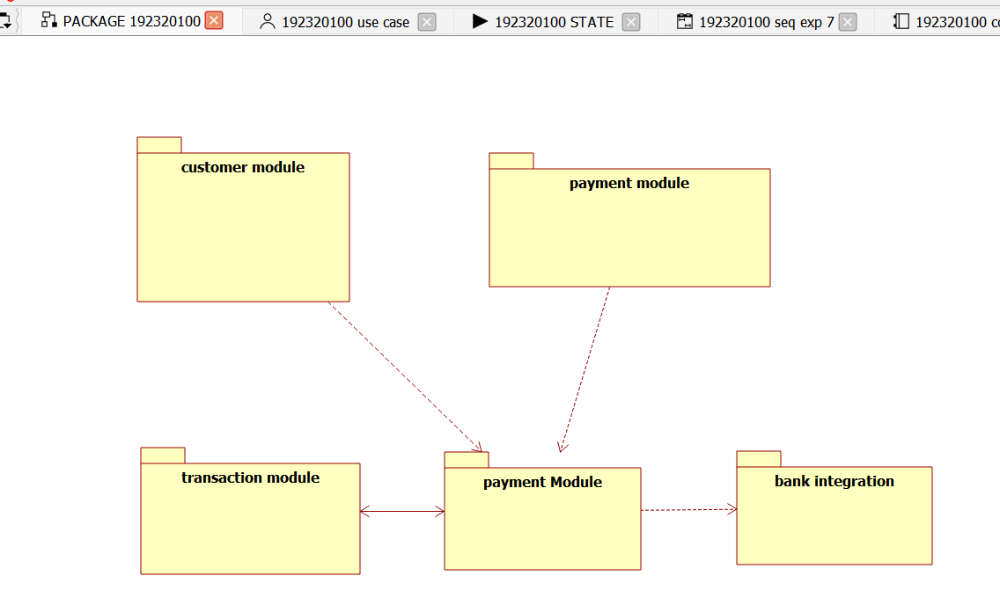 PACKAGE 192320100
192320100 use case
192320100 STATE
192320100 seq exp 7
192320100
customer module
payment module
transaction module
payment Module
bank integration